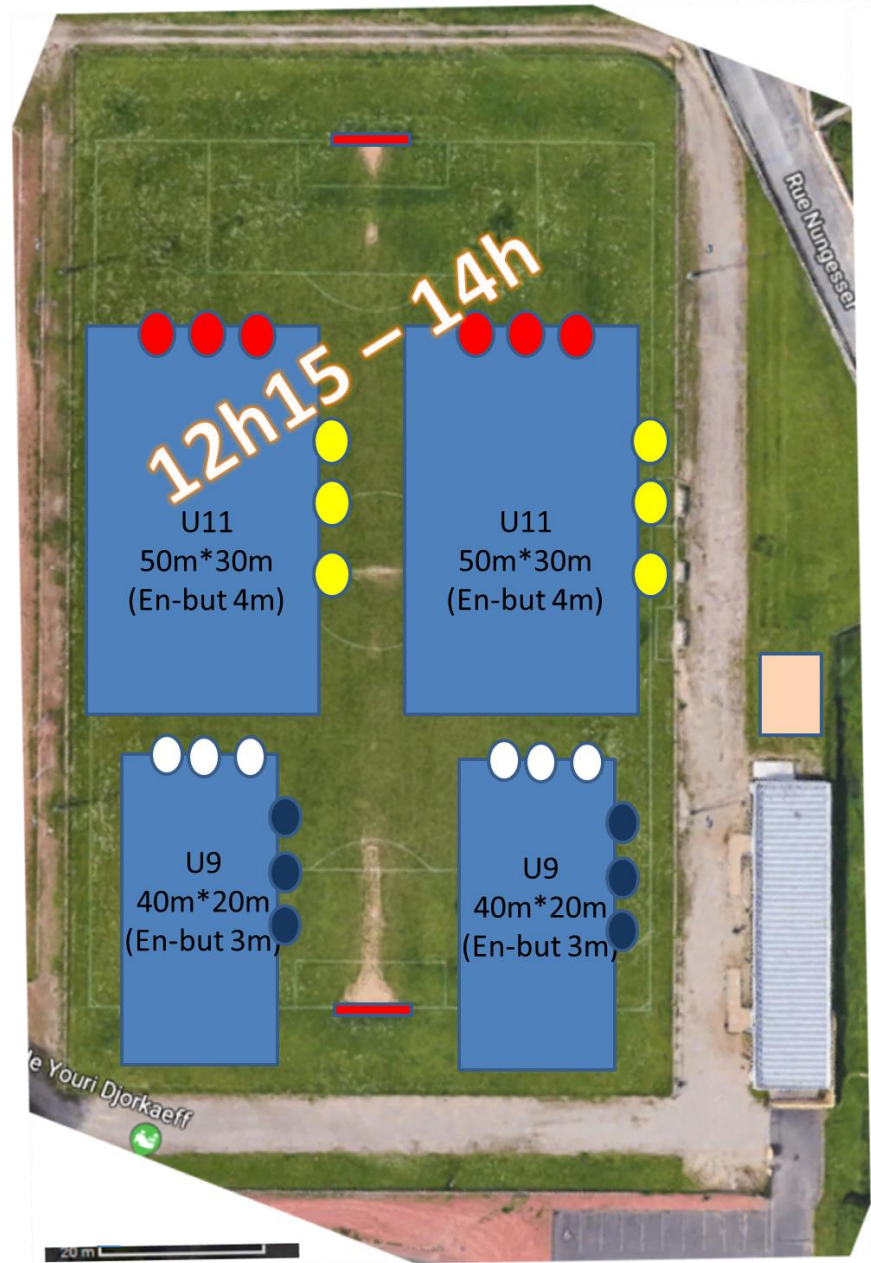 Rue Nungesser
12h15 – 14h
U11
50m*30m
(En-but 4m)
U11
50m*30m
(En-but 4m)
U9
40m*20m
(En-but 3m)
U9
40m*20m
(En-but 3m)
Youri Djorkaeff
20 m